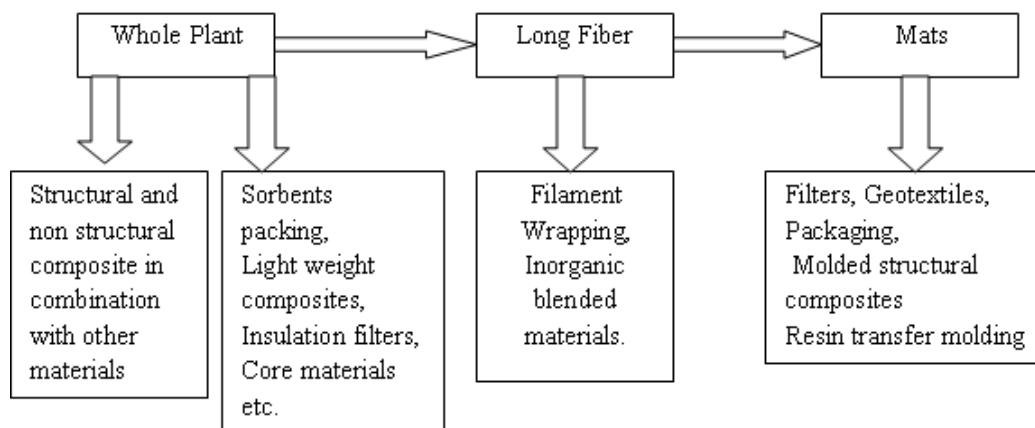 Whole Plant
Long Fiber
Mats
Structural and
non structural
composite in
combination
with other
materials
Sorbents
packing,
Light weight
composites,
Insulation filters,
Core materials
etc.
Filament
Wrapping,
Inorganic
blended
materials.
Filters, Geotextiles,
Packaging,
Molded structural
composites
Resin transfer molding